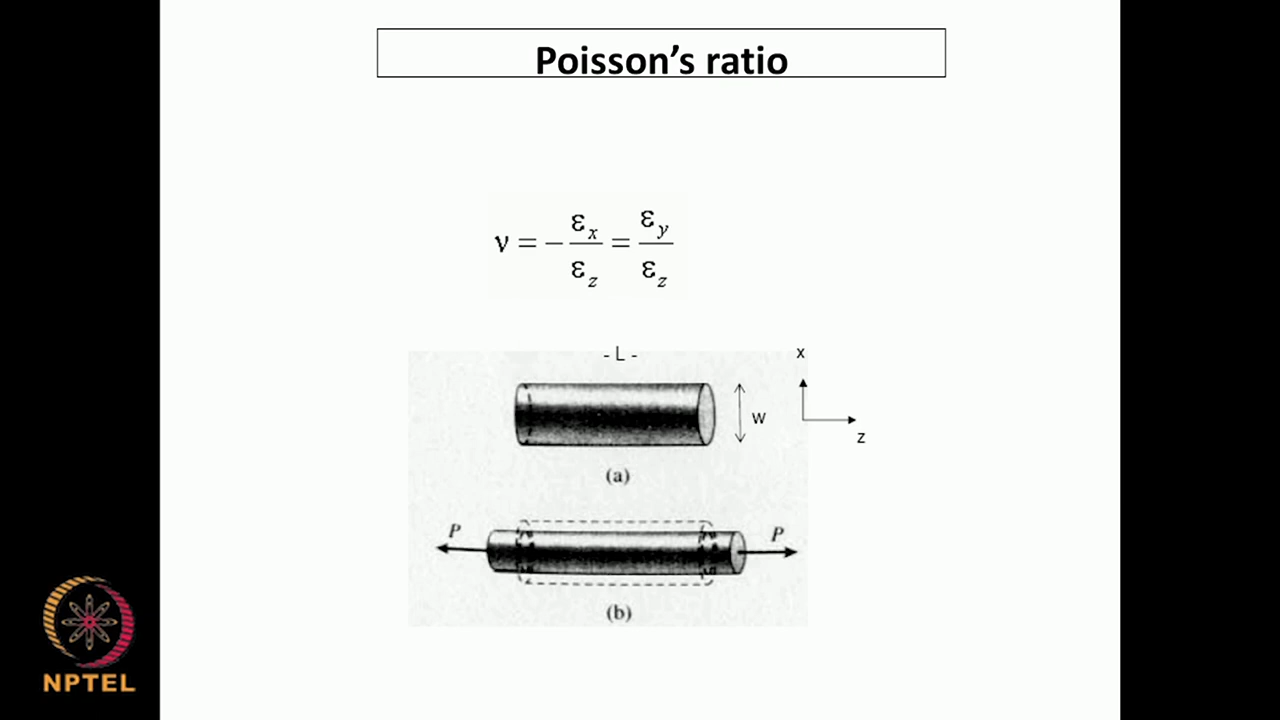 Poisson's ratio
ν = − εx / εz = εy / εz
- L -
x
w
z
(a)
P
P
(b)
NPTEL